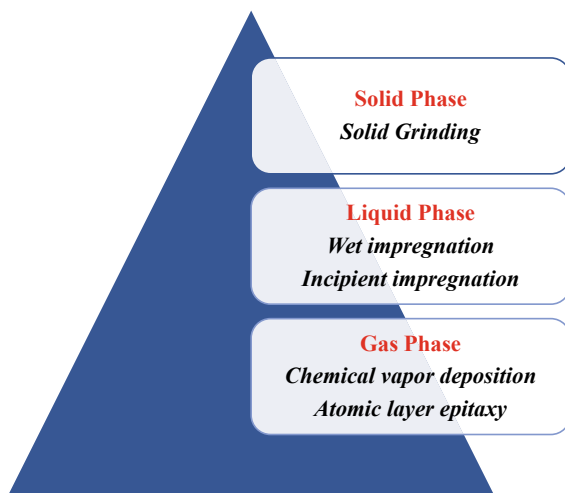 Solid Phase
Solid Grinding
Liquid Phase
Wet impregnation
Incipient impregnation
Gas Phase
Chemical vapor deposition
Atomic layer epitaxy